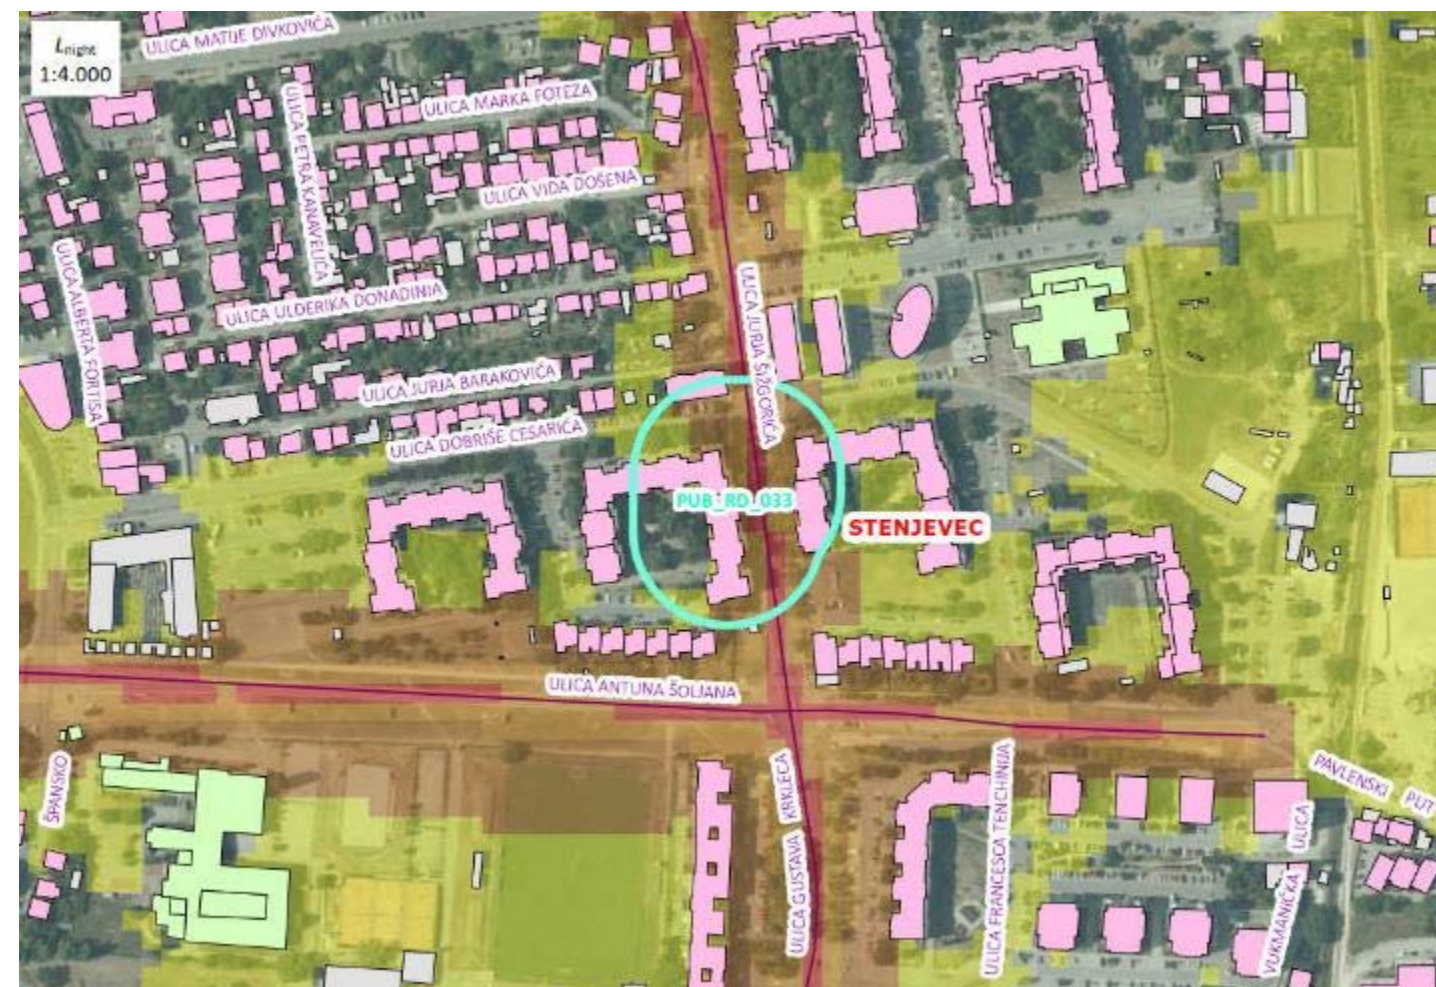 Lnight
1:4.000
ULICA MATIJE DIVKOVIĆA
ULICA MARKA FOTEZA
ULICA PETRA KANAVELIĆA
ULICA VIDA DOŠENA
ULICA ALBERTA FORTISA
ULICA ULDERIKA DONADINIJA
ULICA JURJA ŠIŽGORIĆA
ULICA JURJA BARAKOVIĆA
ULICA DOBRIŠE CESARIĆA
PUB_RD_033
STENJEVEC
ULICA ANTUNA ŠOLJANA
ŠPANSKO
ULICA GUSTAVA KRKLECA
ULICA FRANCESCA TENCHINIJA
PAVLENSKI PUT
VUKMANIĆKA ULICA